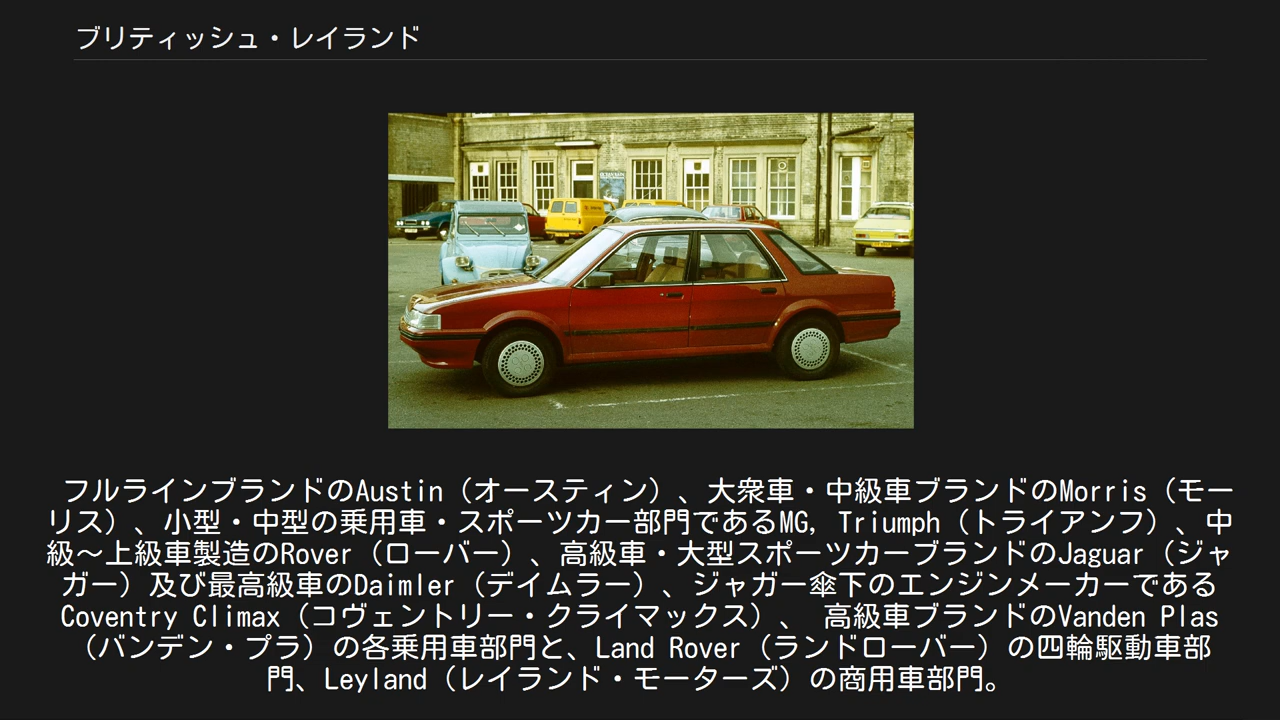 ブリティッシュ・レイランド
フルラインブランドのAustin（オースティン）、大衆車・中級車ブランドのMorris（モー
リス）、小型・中型の乗用車・スポーツカー部門であるMG, Triumph（トライアンフ）、中
級～上級車製造のRover（ローバー）、高級車・大型スポーツカーブランドのJaguar（ジャ
ガー）及び最高級車のDaimler（デイムラー）、ジャガー傘下のエンジンメーカーである
Coventry Climax（コヴェントリー・クライマックス）、 高級車ブランドのVanden Plas
（バンデン・プラ）の各乗用車部門と、Land Rover（ランドローバー）の四輪駆動車部
門、Leyland（レイランド・モーターズ）の商用車部門。